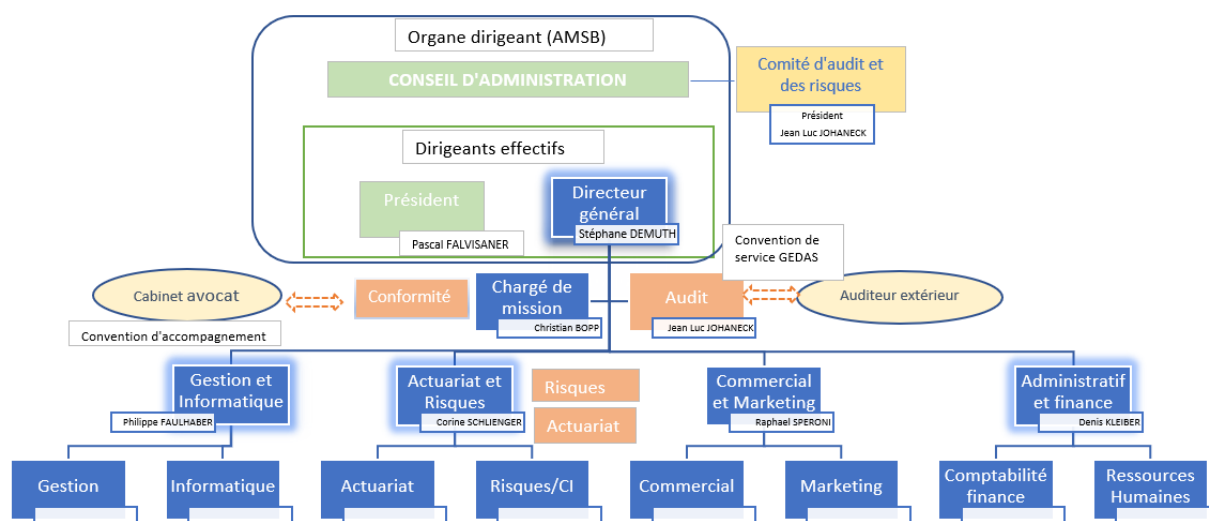 Organe dirigeant (AMSB)
CONSEIL D'ADMINISTRATION
Comité d'audit et
des risques
Président
Jean Luc JOHANECK
Dirigeants effectifs
Président
Pascal FALVISANER
Directeur
général
Stéphane DEMUTH
Convention de
service GEDAS
Cabinet avocat
Convention d'accompagnement
Conformité
Chargé de
mission
Christian BOPP
Audit
Jean Luc JOHANECK
Auditeur extérieur
Gestion et
Informatique
Philippe FAULHABER
Actuariat et
Risques
Corine SCHLIENGER
Risques
Actuariat
Commercial
et Marketing
Raphael SPERONI
Administratif
et finance
Denis KLEIBER
Gestion
Informatique
Actuariat
Risques/CI
Commercial
Marketing
Comptabilité
finance
Ressources
Humaines